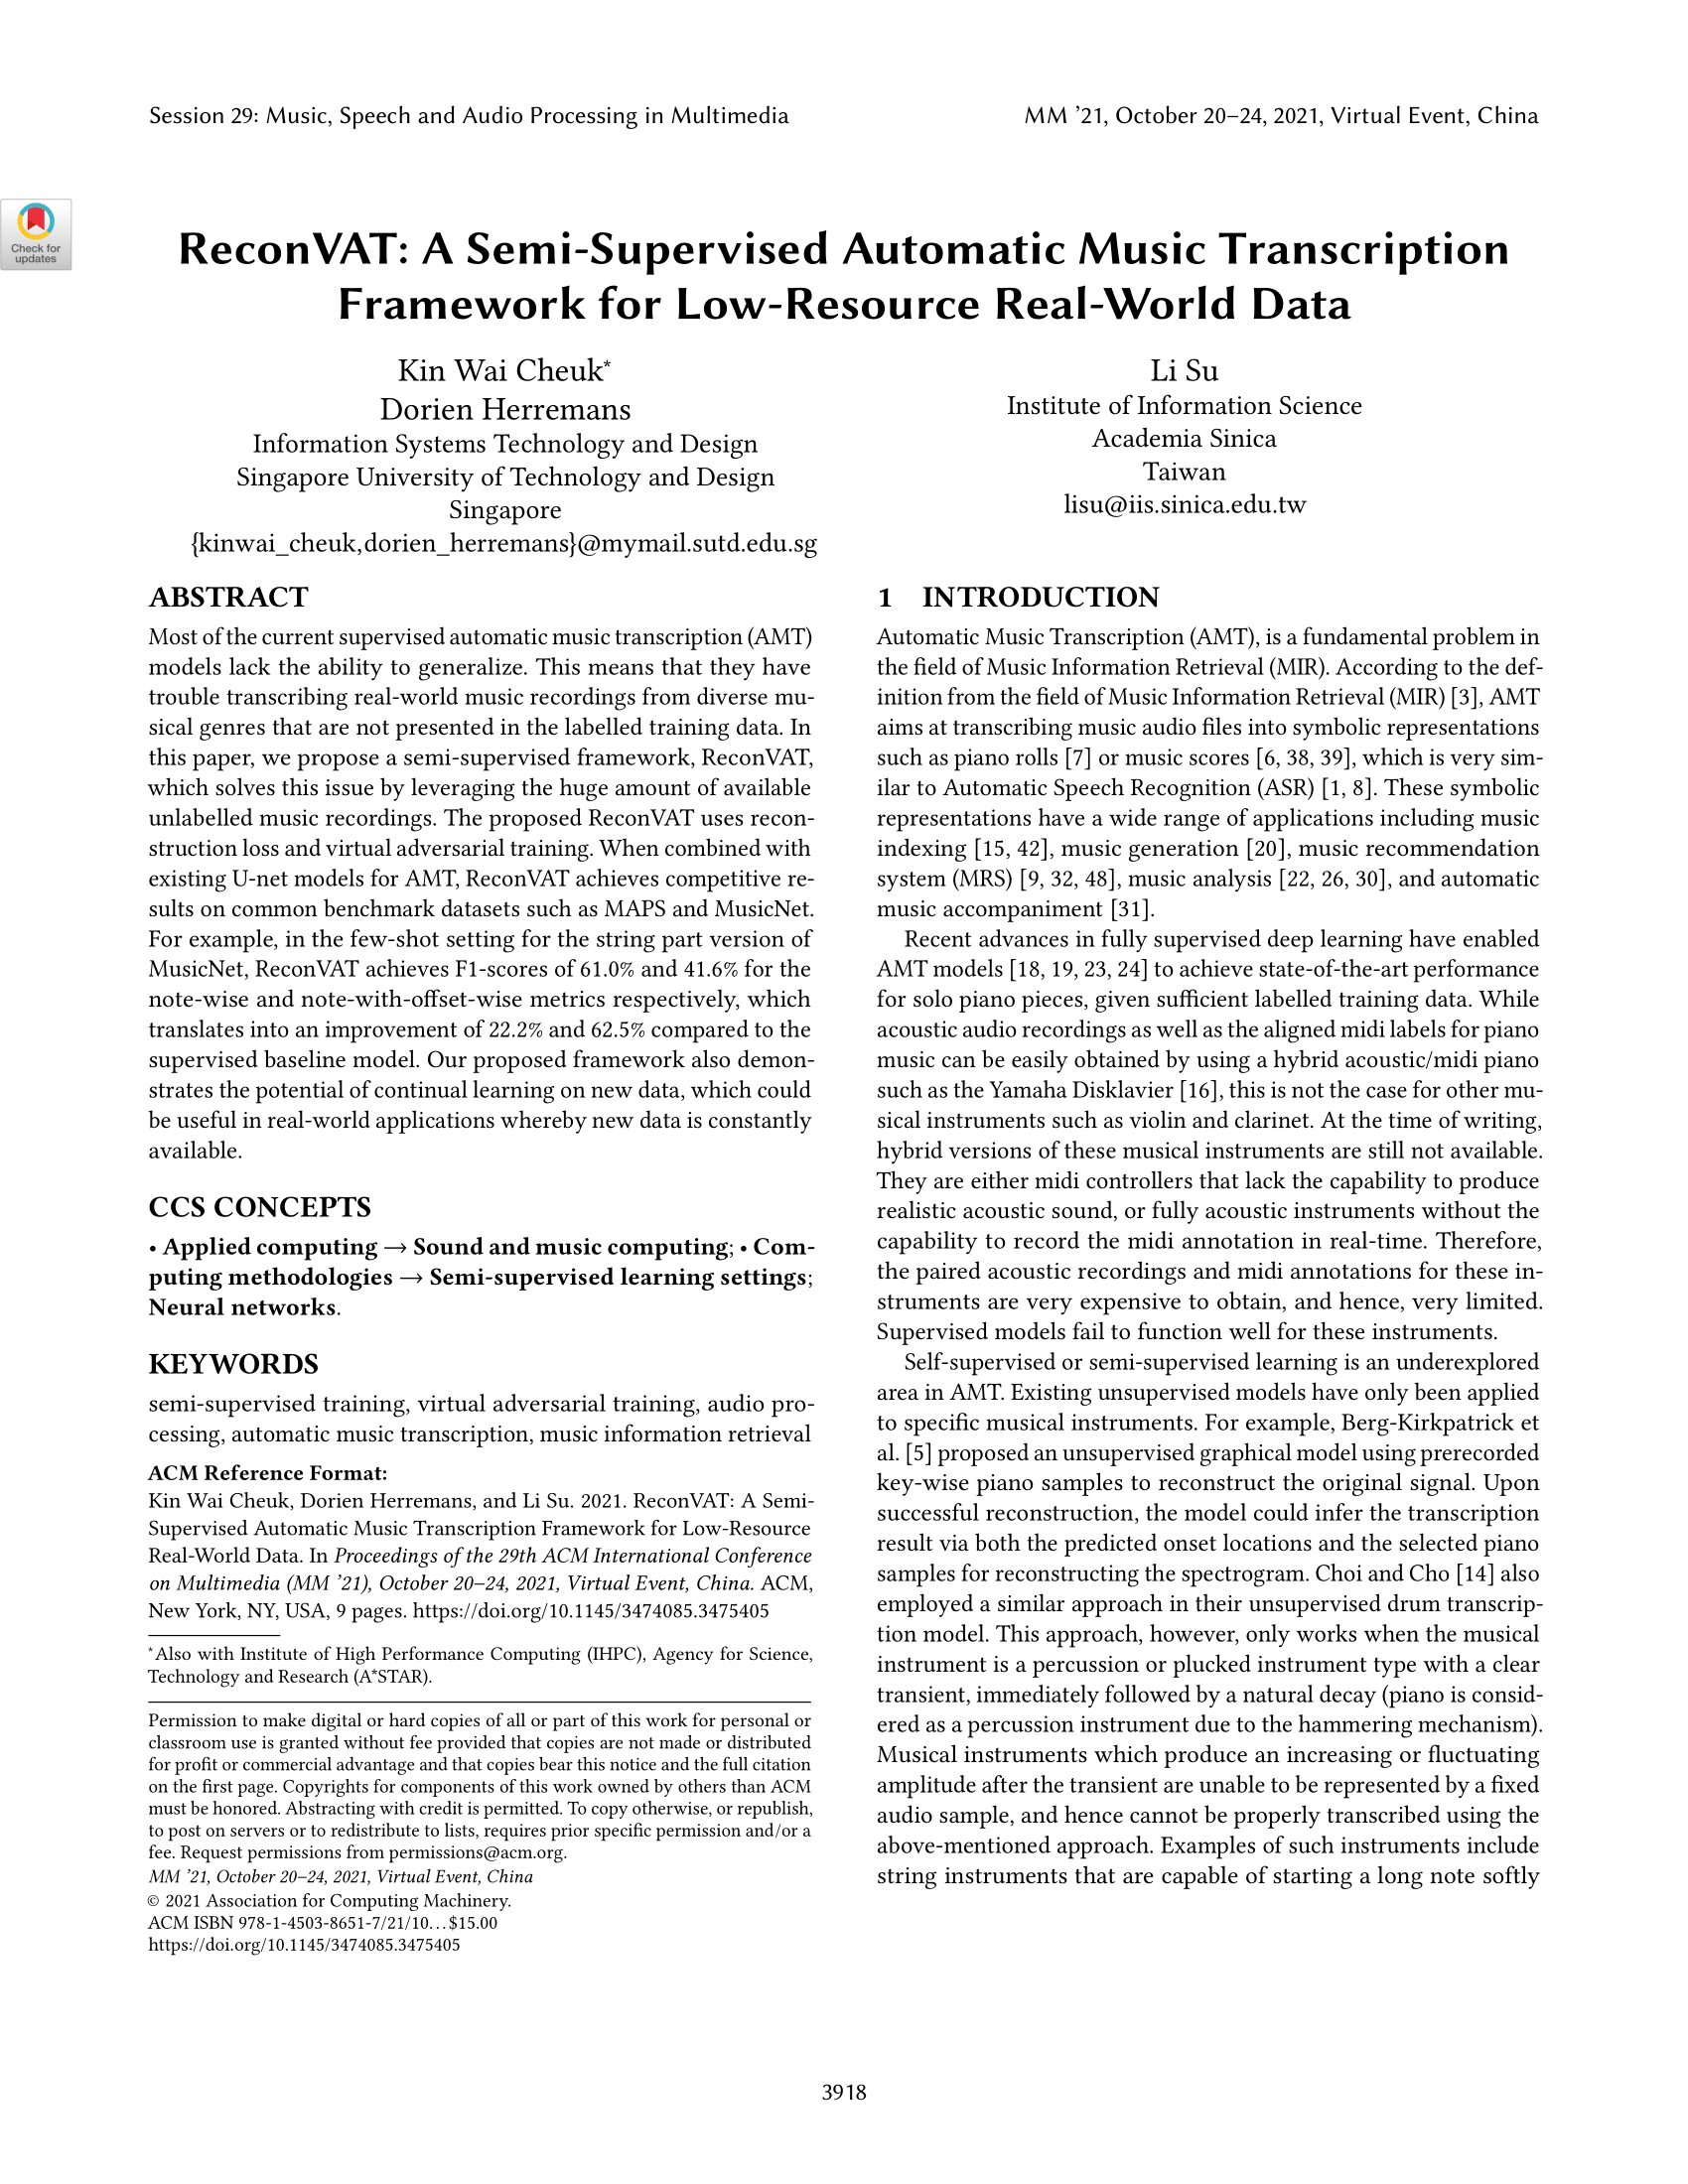 Session 29: Music, Speech and Audio Processing in Multimedia
MM ’21, October 20–24, 2021, Virtual Event, China
Check for
updates
ReconVAT: A Semi-Supervised Automatic Music Transcription
Framework for Low-Resource Real-World Data
Kin Wai Cheuk*
Dorien Herremans
Information Systems Technology and Design
Singapore University of Technology and Design
Singapore
{kinwai_cheuk,dorien_herremans}@mymail.sutd.edu.sg
Li Su
Institute of Information Science
Academia Sinica
Taiwan
lisu@iis.sinica.edu.tw
ABSTRACT
Most of the current supervised automatic music transcription (AMT)
models lack the ability to generalize. This means that they have
trouble transcribing real-world music recordings from diverse mu-
sical genres that are not presented in the labelled training data. In
this paper, we propose a semi-supervised framework, ReconVAT,
which solves this issue by leveraging the huge amount of available
unlabelled music recordings. The proposed ReconVAT uses recon-
struction loss and virtual adversarial training. When combined with
existing U-net models for AMT, ReconVAT achieves competitive re-
sults on common benchmark datasets such as MAPS and MusicNet.
For example, in the few-shot setting for the string part version of
MusicNet, ReconVAT achieves F1-scores of 61.0% and 41.6% for the
note-wise and note-with-offset-wise metrics respectively, which
translates into an improvement of 22.2% and 62.5% compared to the
supervised baseline model. Our proposed framework also demon-
strates the potential of continual learning on new data, which could
be useful in real-world applications whereby new data is constantly
available.
CCS CONCEPTS
• Applied computing → Sound and music computing; • Com-
puting methodologies → Semi-supervised learning settings;
Neural networks.
KEYWORDS
semi-supervised training, virtual adversarial training, audio pro-
cessing, automatic music transcription, music information retrieval
ACM Reference Format:
Kin Wai Cheuk, Dorien Herremans, and Li Su. 2021. ReconVAT: A Semi-
Supervised Automatic Music Transcription Framework for Low-Resource
Real-World Data. In Proceedings of the 29th ACM International Conference
on Multimedia (MM ’21), October 20–24, 2021, Virtual Event, China. ACM,
New York, NY, USA, 9 pages. https://doi.org/10.1145/3474085.3475405
*Also with Institute of High Performance Computing (IHPC), Agency for Science,
Technology and Research (A*STAR).
Permission to make digital or hard copies of all or part of this work for personal or
classroom use is granted without fee provided that copies are not made or distributed
for profit or commercial advantage and that copies bear this notice and the full citation
on the first page. Copyrights for components of this work owned by others than ACM
must be honored. Abstracting with credit is permitted. To copy otherwise, or republish,
to post on servers or to redistribute to lists, requires prior specific permission and/or a
fee. Request permissions from permissions@acm.org.
MM ’21, October 20–24, 2021, Virtual Event, China
© 2021 Association for Computing Machinery.
ACM ISBN 978-1-4503-8651-7/21/10…$15.00
https://doi.org/10.1145/3474085.3475405
1 INTRODUCTION
Automatic Music Transcription (AMT), is a fundamental problem in
the field of Music Information Retrieval (MIR). According to the def-
inition from the field of Music Information Retrieval (MIR) [3], AMT
aims at transcribing music audio files into symbolic representations
such as piano rolls [7] or music scores [6, 38, 39], which is very sim-
ilar to Automatic Speech Recognition (ASR) [1, 8]. These symbolic
representations have a wide range of applications including music
indexing [15, 42], music generation [20], music recommendation
system (MRS) [9, 32, 48], music analysis [22, 26, 30], and automatic
music accompaniment [31].
Recent advances in fully supervised deep learning have enabled
AMT models [18, 19, 23, 24] to achieve state-of-the-art performance
for solo piano pieces, given sufficient labelled training data. While
acoustic audio recordings as well as the aligned midi labels for piano
music can be easily obtained by using a hybrid acoustic/midi piano
such as the Yamaha Disklavier [16], this is not the case for other mu-
sical instruments such as violin and clarinet. At the time of writing,
hybrid versions of these musical instruments are still not available.
They are either midi controllers that lack the capability to produce
realistic acoustic sound, or fully acoustic instruments without the
capability to record the midi annotation in real-time. Therefore,
the paired acoustic recordings and midi annotations for these in-
struments are very expensive to obtain, and hence, very limited.
Supervised models fail to function well for these instruments.
Self-supervised or semi-supervised learning is an underexplored
area in AMT. Existing unsupervised models have only been applied
to specific musical instruments. For example, Berg-Kirkpatrick et
al. [5] proposed an unsupervised graphical model using prerecorded
key-wise piano samples to reconstruct the original signal. Upon
successful reconstruction, the model could infer the transcription
result via both the predicted onset locations and the selected piano
samples for reconstructing the spectrogram. Choi and Cho [14] also
employed a similar approach in their unsupervised drum transcrip-
tion model. This approach, however, only works when the musical
instrument is a percussion or plucked instrument type with a clear
transient, immediately followed by a natural decay (piano is consid-
ered as a percussion instrument due to the hammering mechanism).
Musical instruments which produce an increasing or fluctuating
amplitude after the transient are unable to be represented by a fixed
audio sample, and hence cannot be properly transcribed using the
above-mentioned approach. Examples of such instruments include
string instruments that are capable of starting a long note softly
3918